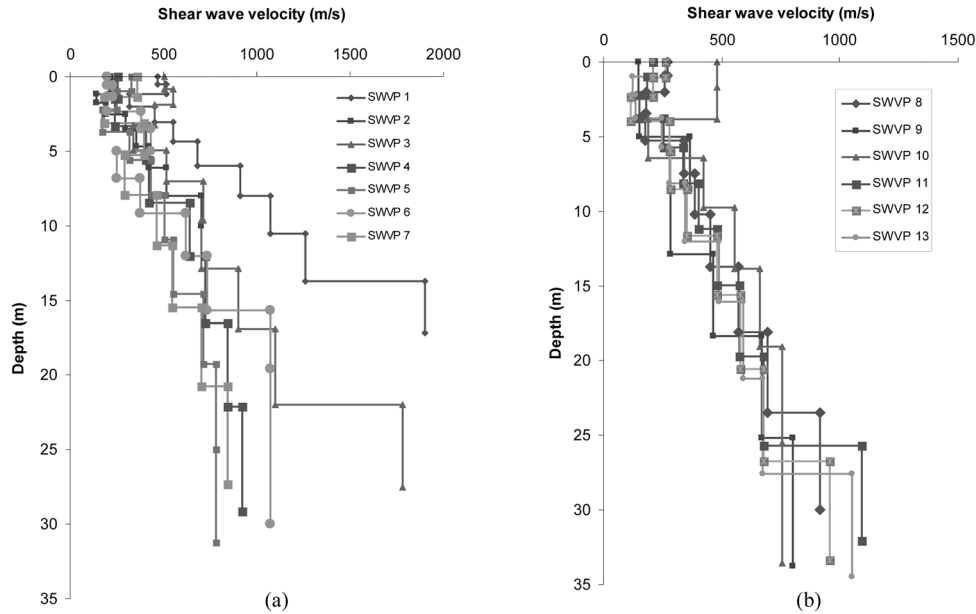 Shear wave velocity (m/s)
0 500 1000 1500 2000
0
5
10
15
20
25
30
35
Depth (m)
SWVP 1
SWVP 2
SWVP 3
SWVP 4
SWVP 5
SWVP 6
SWVP 7
(a)
Shear wave velocity (m/s)
0 500 1000 1500
0
5
10
15
20
25
30
35
Depth (m)
SWVP 8
SWVP 9
SWVP 10
SWVP 11
SWVP 12
SWVP 13
(b)